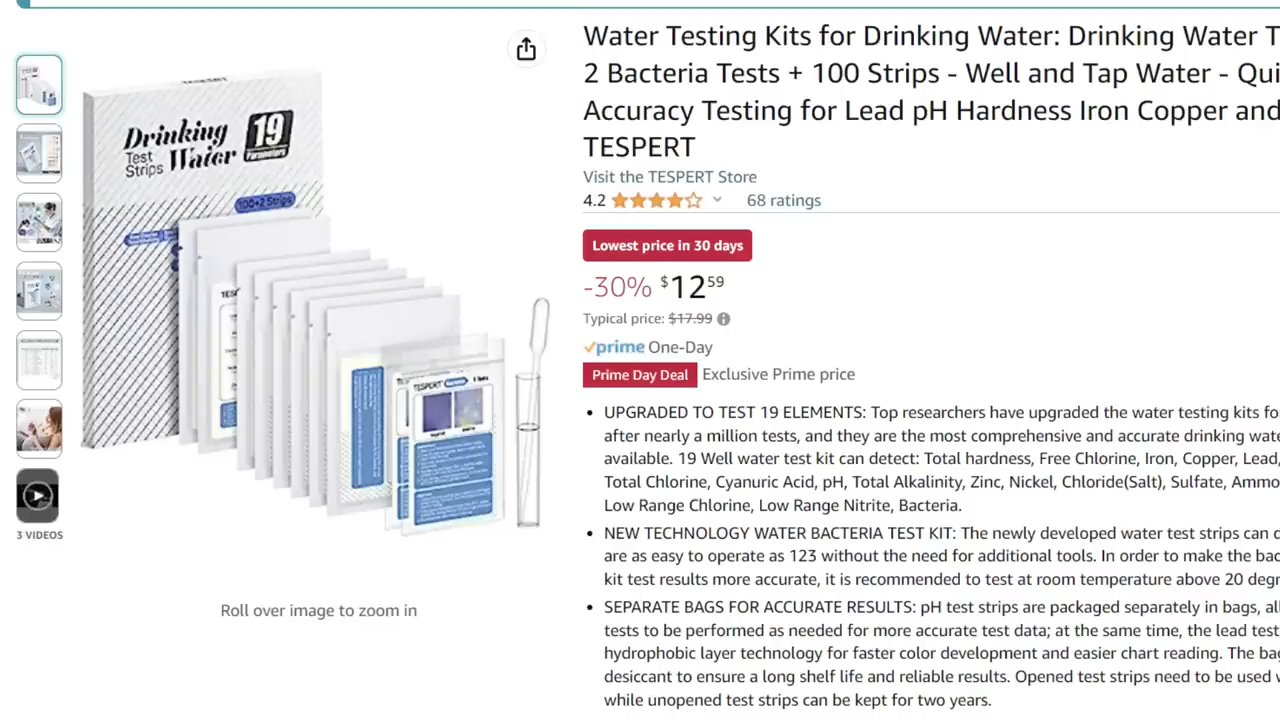 Water Testing Kits for Drinking Water: Drinking Water T
2 Bacteria Tests + 100 Strips - Well and Tap Water - Qui
Accuracy Testing for Lead pH Hardness Iron Copper and
TESPERT
Visit the TESPERT Store
4.2
68 ratings
Lowest price in 30 days
-30% $12 59
Typical price: $17.99
prime One-Day
Prime Day Deal Exclusive Prime price
• UPGRADED TO TEST 19 ELEMENTS: Top researchers have upgraded the water testing kits fo
after nearly a million tests, and they are the most comprehensive and accurate drinking wate
available. 19 Well water test kit can detect: Total hardness, Free Chlorine, Iron, Copper, Lead,
Total Chlorine, Cyanuric Acid, pH, Total Alkalinity, Zinc, Nickel, Chloride(Salt), Sulfate, Ammo
Low Range Chlorine, Low Range Nitrite, Bacteria.
• NEW TECHNOLOGY WATER BACTERIA TEST KIT: The newly developed water test strips can d
are as easy to operate as 123 without the need for additional tools. In order to make the bac
kit test results more accurate, it is recommended to test at room temperature above 20 degr
• SEPARATE BAGS FOR ACCURATE RESULTS: pH test strips are packaged separately in bags, all
tests to be performed as needed for more accurate test data; at the same time, the lead test
hydrophobic layer technology for faster color development and easier chart reading. The bag
desiccant to ensure a long shelf life and reliable results. Opened test strips need to be used w
while unopened test strips can be kept for two years.
TESPERT
Drinking
Test
Strips Water
19
Parameters
100+2 Strips
TESPERT Bacteria
3 VIDEOS
Roll over image to zoom in